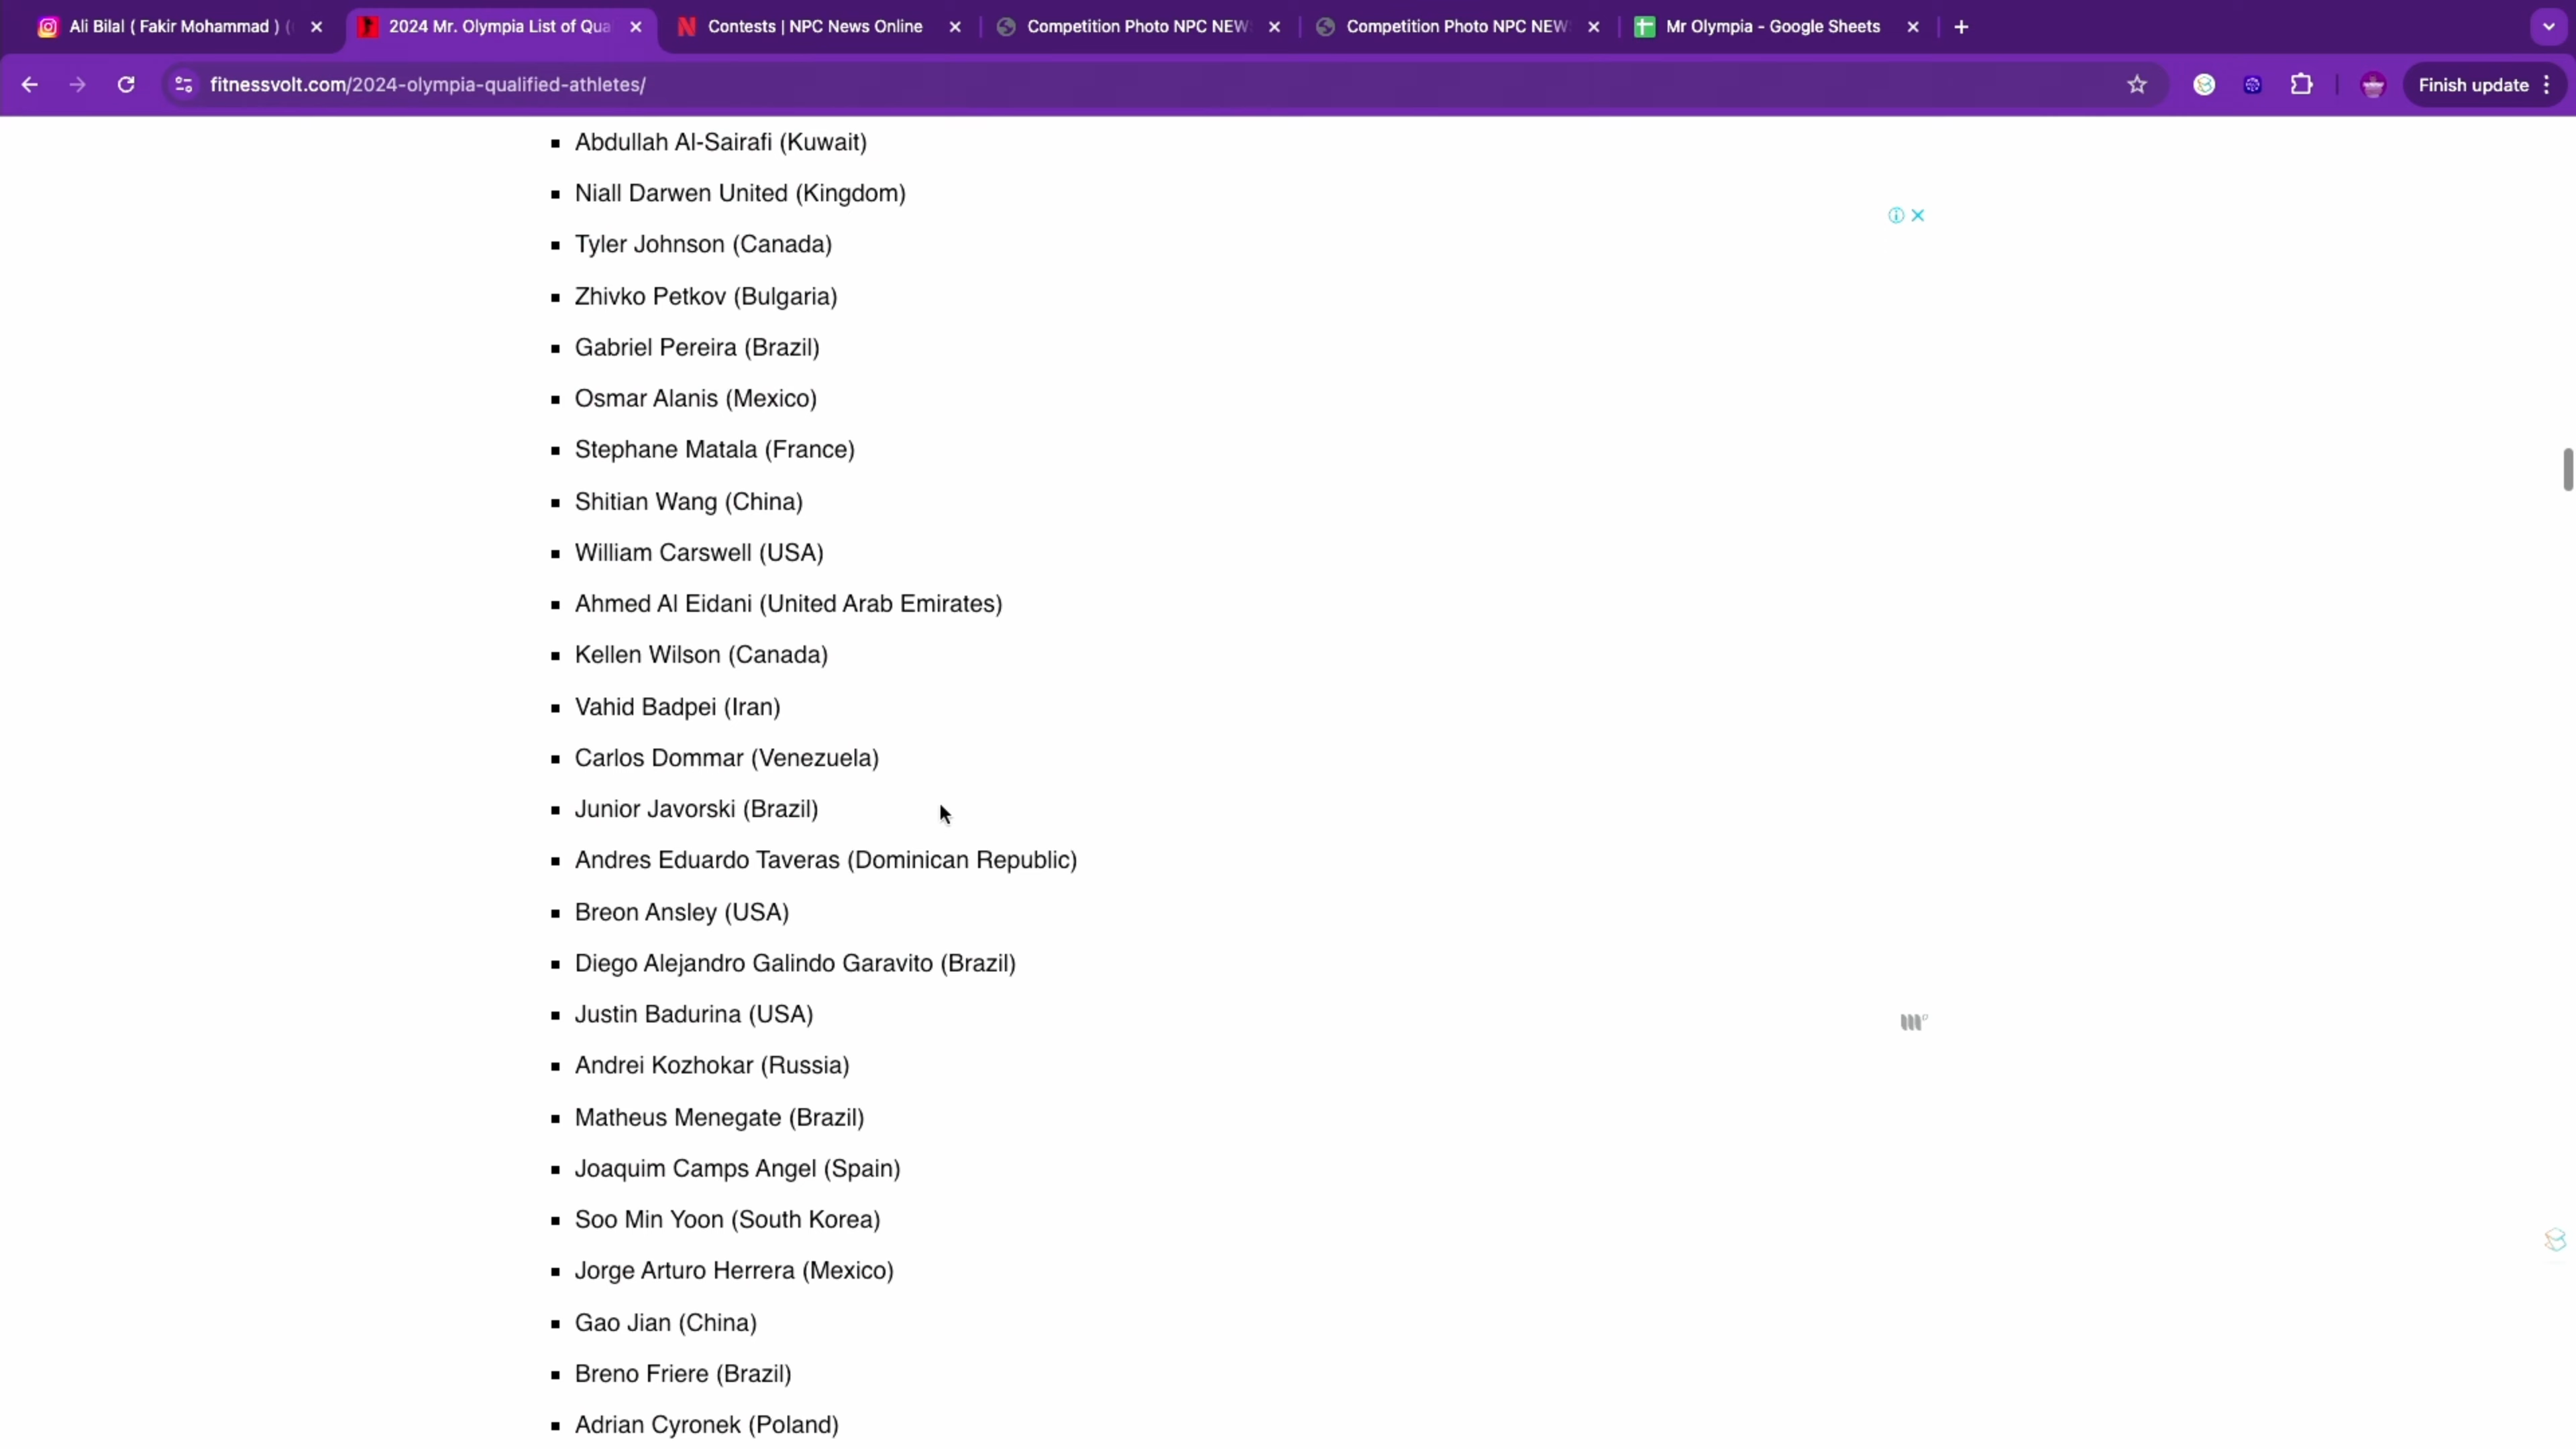 Ali Bilal ( Fakir Mohammad ) (
2024 Mr. Olympia List of Qua
Contests | NPC News Online
Competition Photo NPC NEW
Competition Photo NPC NEW
Mr Olympia - Google Sheets
fitnessvolt.com/2024-olympia-qualified-athletes/
Finish update
Abdullah Al-Sairafi (Kuwait)
Niall Darwen United (Kingdom)
Tyler Johnson (Canada)
Zhivko Petkov (Bulgaria)
Gabriel Pereira (Brazil)
Osmar Alanis (Mexico)
Stephane Matala (France)
Shitian Wang (China)
William Carswell (USA)
Ahmed Al Eidani (United Arab Emirates)
Kellen Wilson (Canada)
Vahid Badpei (Iran)
Carlos Dommar (Venezuela)
Junior Javorski (Brazil)
Andres Eduardo Taveras (Dominican Republic)
Breon Ansley (USA)
Diego Alejandro Galindo Garavito (Brazil)
Justin Badurina (USA)
Andrei Kozhokar (Russia)
Matheus Menegate (Brazil)
Joaquim Camps Angel (Spain)
Soo Min Yoon (South Korea)
Jorge Arturo Herrera (Mexico)
Gao Jian (China)
Breno Friere (Brazil)
Adrian Cyronek (Poland)